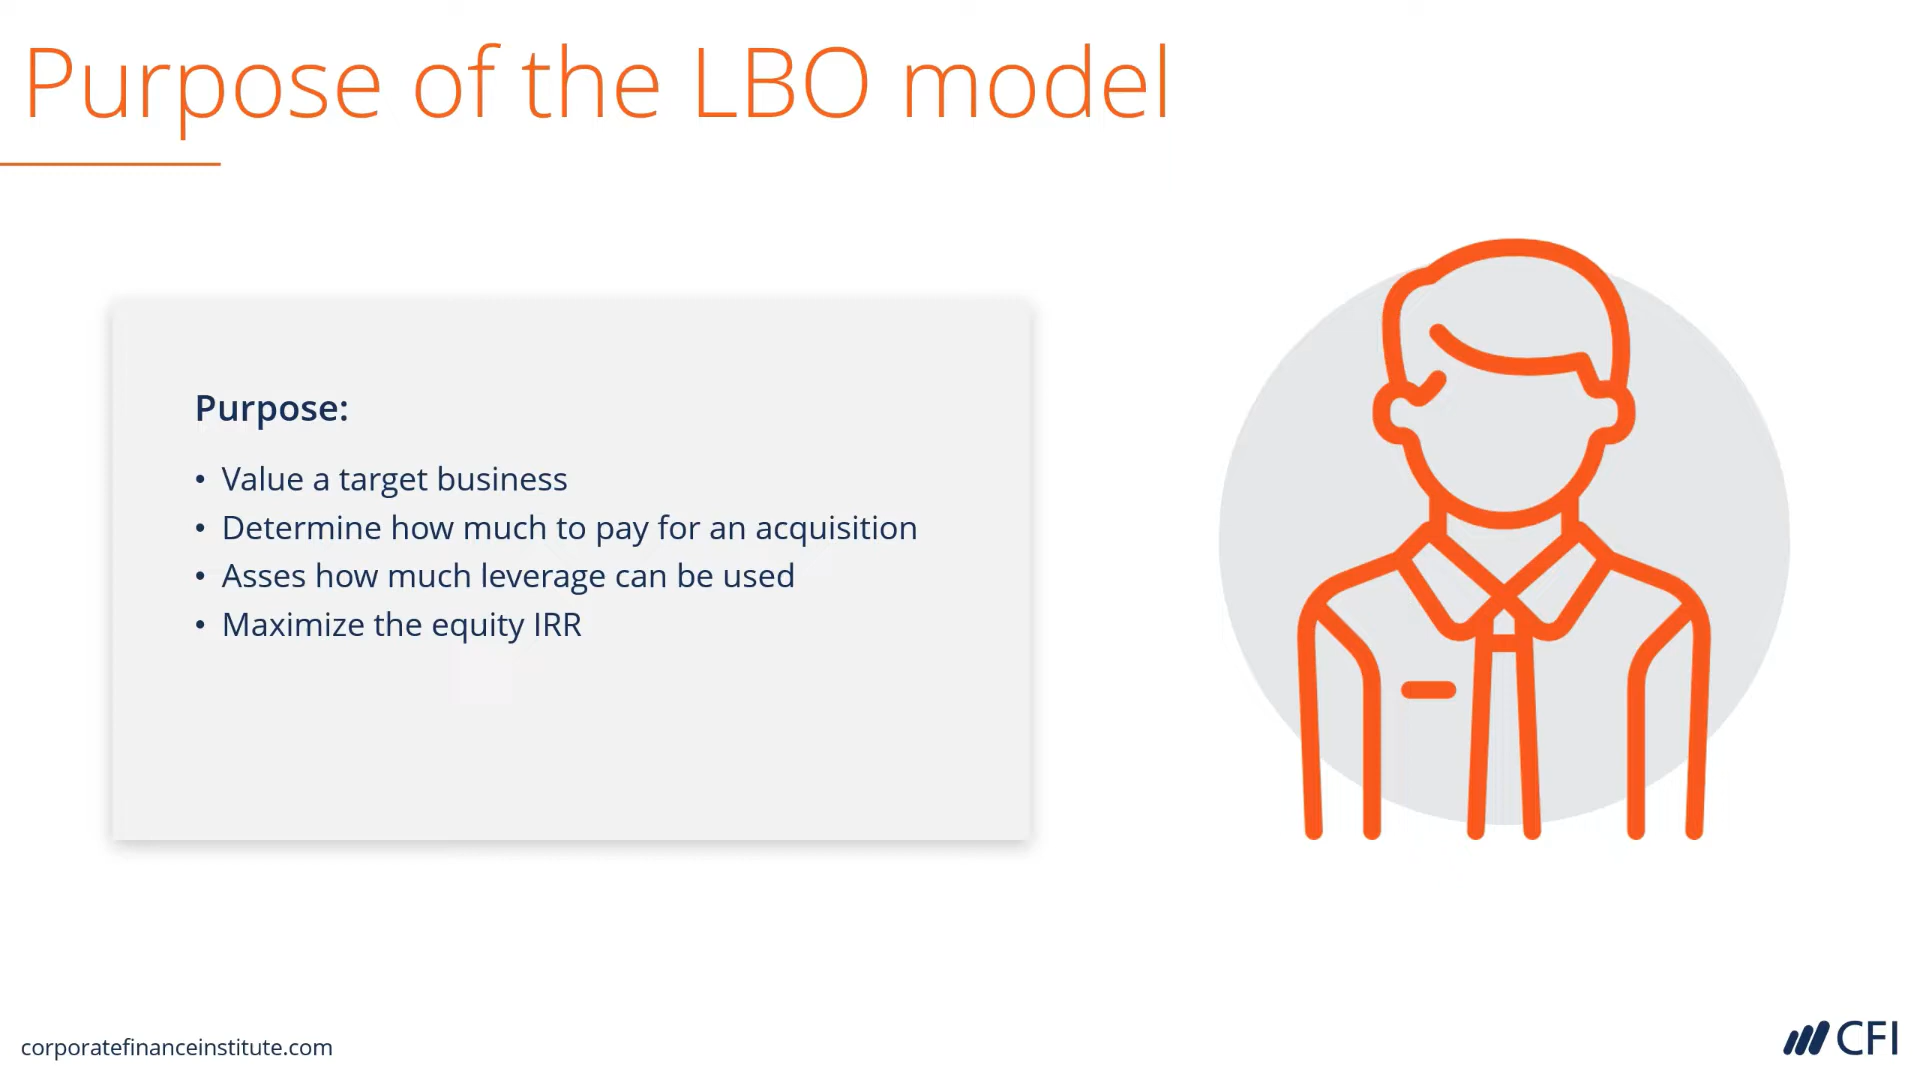 Purpose of the LBO model
Purpose:
• Value a target business
• Determine how much to pay for an acquisition
• Asses how much leverage can be used
• Maximize the equity IRR
corporatefinanceinstitute.com
CFI